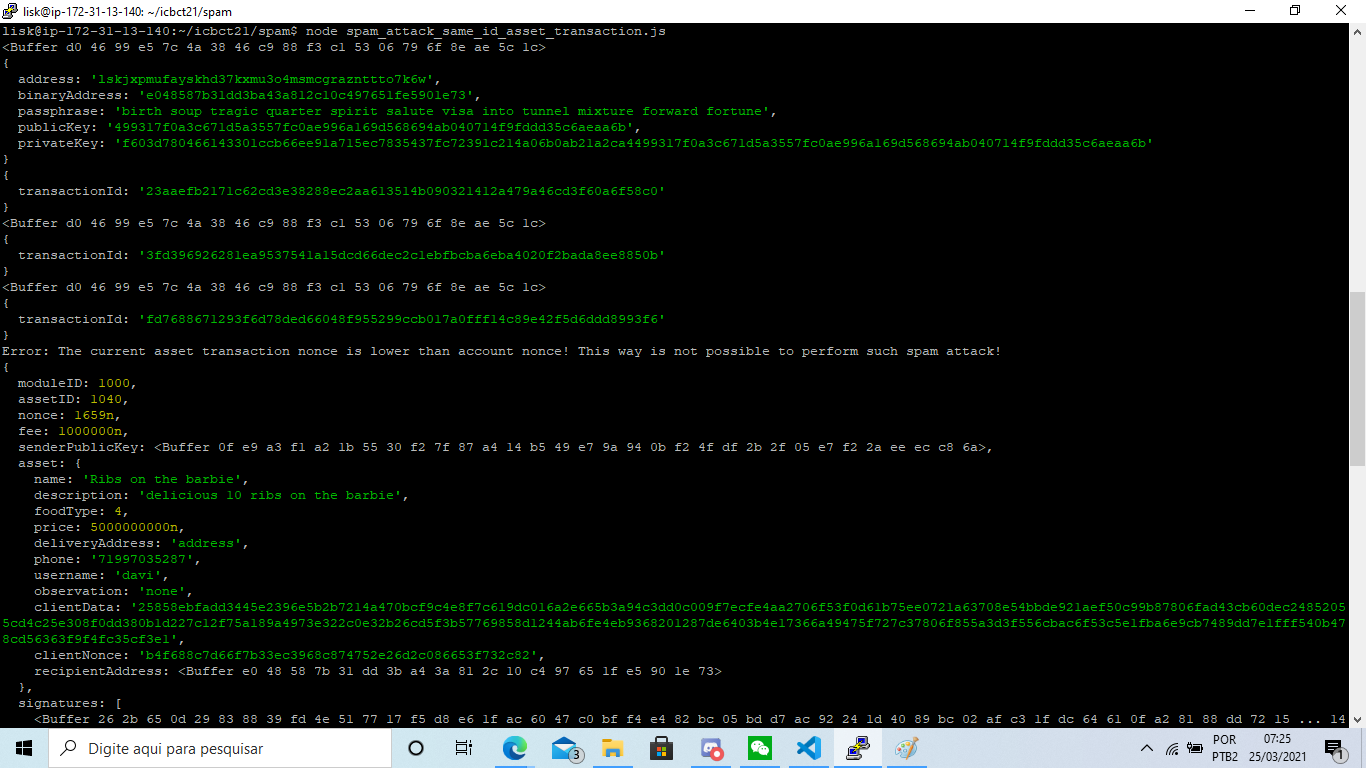 lisk@ip-172-31-13-140: ~/icbct21/spam
lisk@ip-172-31-13-140:~/icbct21/spam$ node spam_attack_same_id_asset_transaction.js
<Buffer d0 46 99 e5 7c 4a 38 46 c9 88 f3 c1 53 06 79 6f 8e ae 5c 1c>
{
  address: 'lskjxpmufayskhd37kxmu3o4msmcgraznttto7k6w',
  binaryAddress: 'e048587b31dd3ba43a812c10c497651fe5901e73',
  passphrase: 'birth soup tragic quarter spirit salute visa into tunnel mixture forward fortune',
  publicKey: '499317f0a3c671d5a3557fc0ae996a169d568694ab040714f9fddd35c6aeaa6b',
  privateKey: 'f603d780466143301ccb66ee91a715ec7835437fc72391c214a06b0ab21a2ca4499317f0a3c671d5a3557fc0ae996a169d568694ab040714f9fddd35c6aeaa6b'
}
{
  transactionId: '23aaefb2171c62cd3e38288ec2aa613514b090321412a479a46cd3f60a6f58c0'
}
<Buffer d0 46 99 e5 7c 4a 38 46 c9 88 f3 c1 53 06 79 6f 8e ae 5c 1c>
{
  transactionId: '3fd396926281ea9537541a15dcd66dec2c1ebfbcba6eba4020f2bada8ee8850b'
}
<Buffer d0 46 99 e5 7c 4a 38 46 c9 88 f3 c1 53 06 79 6f 8e ae 5c 1c>
{
  transactionId: 'fd7688671293f6d78ded66048f955299ccb017a0fff14c89e42f5d6ddd8993f6'
}
Error: The current asset transaction nonce is lower than account nonce! This way is not possible to perform such spam attack!
{
  moduleID: 1000,
  assetID: 1040,
  nonce: 1659n,
  fee: 1000000n,
  senderPublicKey: <Buffer 0f e9 a3 f1 a2 1b 55 30 f2 7f 87 a4 14 b5 49 e7 9a 94 0b f2 4f df 2b 2f 05 e7 f2 2a ee ec c8 6a>,
  asset: {
    name: 'Ribs on the barbie',
    description: 'delicious 10 ribs on the barbie',
    foodType: 4,
    price: 5000000000n,
    deliveryAddress: 'address',
    phone: '71997035287',
    username: 'davi',
    observation: 'none',
    clientData: '25858ebfadd3445e2396e5b2b7214a470bcf9c4e8f7c619dc016a2e665b3a94c3dd0c009f7ecfe4aa2706f53f0d61b75ee0721a63708e54bbde921aef50c99b87806fad43cb60dec2485205
5cd4c25e308f0dd380b1d227c12f75a189a4973e322c0e32b26cd5f3b57769858d1244ab6fe4eb9368201287de6403b4e17366a49475f727c37806f855a3d3f556cbac6f53c5e1fba6e9cb7489dd7e1fff540b47
8cd56363f9f4fc35cf3e1',
    clientNonce: 'b4f688c7d66f7b33ec3968c874752e26d2c086653f732c82',
    recipientAddress: <Buffer e0 48 58 7b 31 dd 3b a4 3a 81 2c 10 c4 97 65 1f e5 90 1e 73>
  },
  signatures: [
    <Buffer 26 2b 65 0d 29 83 88 39 fd 4e 51 77 17 f5 d8 e6 1f ac 60 47 c0 bf f4 e4 82 bc 05 bd d7 ac 92 24 1d 40 89 bc 02 af c3 1f dc 64 61 0f a2 81 88 dd 72 15 ... 14
Digite aqui para pesquisar
3
POR
PTB2
07:25
25/03/2021
1